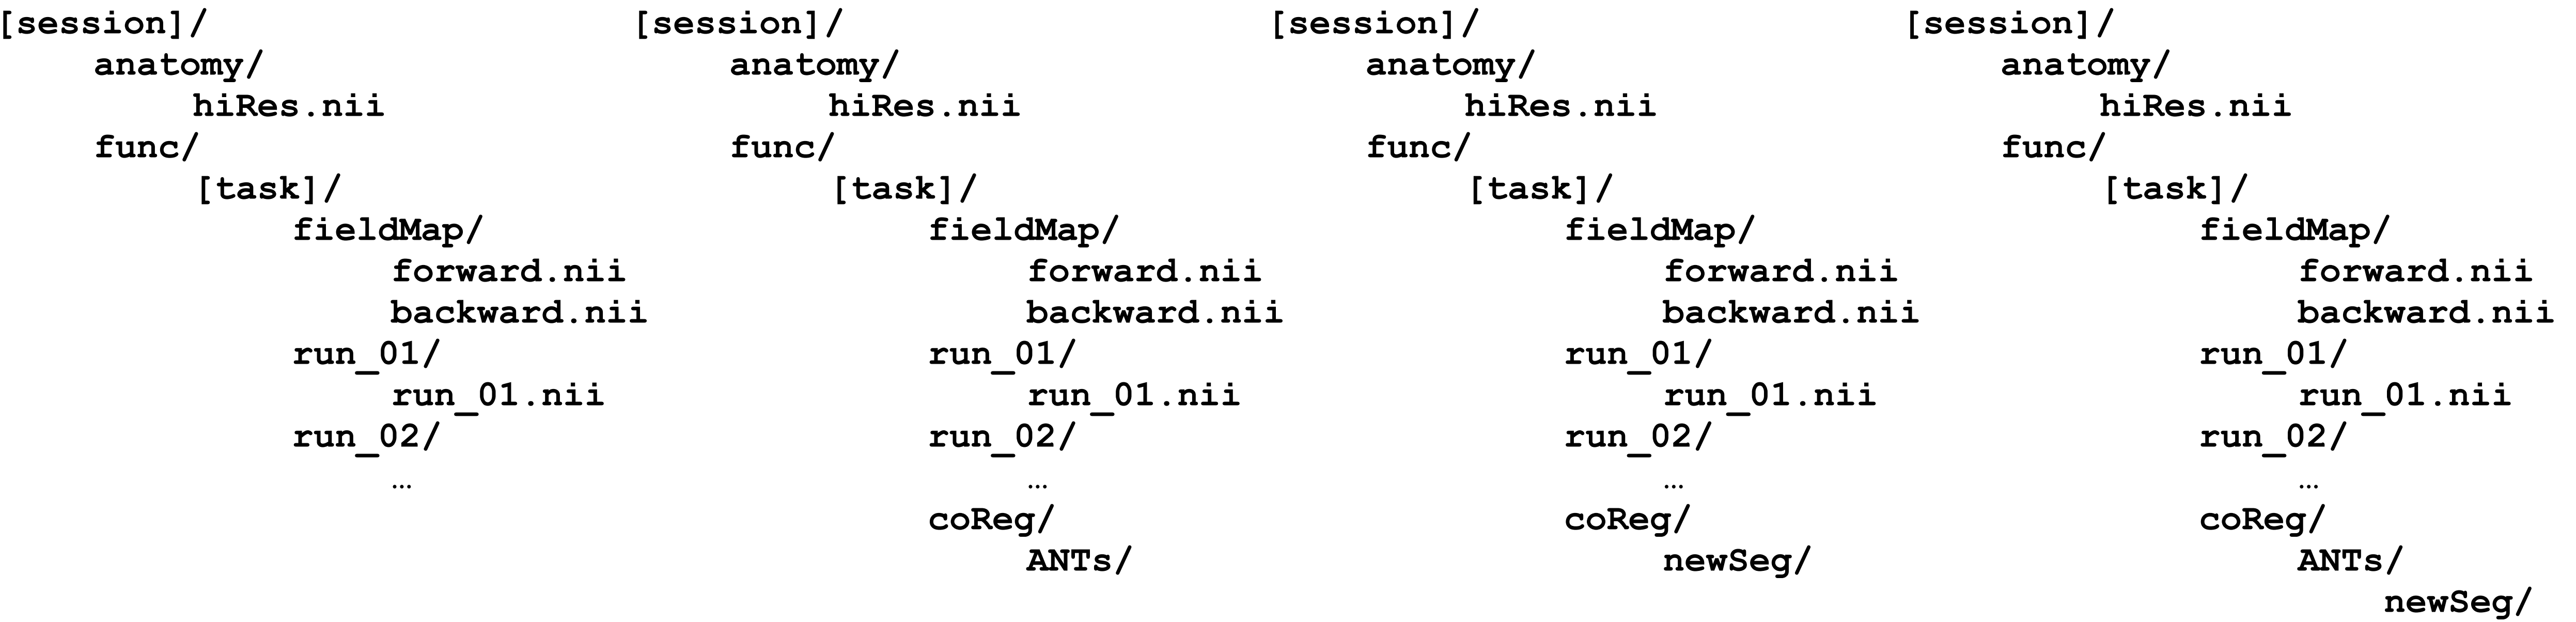 [session]/
anatomy/
hiRes.nii
func/
[task]/
fieldMap/
forward.nii
backward.nii
run_01/
run_01.nii
run_02/
…
[session]/
anatomy/
hiRes.nii
func/
[task]/
fieldMap/
forward.nii
backward.nii
run_01/
run_01.nii
run_02/
…
coReg/
ANTs/
[session]/
anatomy/
hiRes.nii
func/
[task]/
fieldMap/
forward.nii
backward.nii
run_01/
run_01.nii
run_02/
…
coReg/
newSeg/
[session]/
anatomy/
hiRes.nii
func/
[task]/
fieldMap/
forward.nii
backward.nii
run_01/
run_01.nii
run_02/
…
coReg/
ANTs/
newSeg/